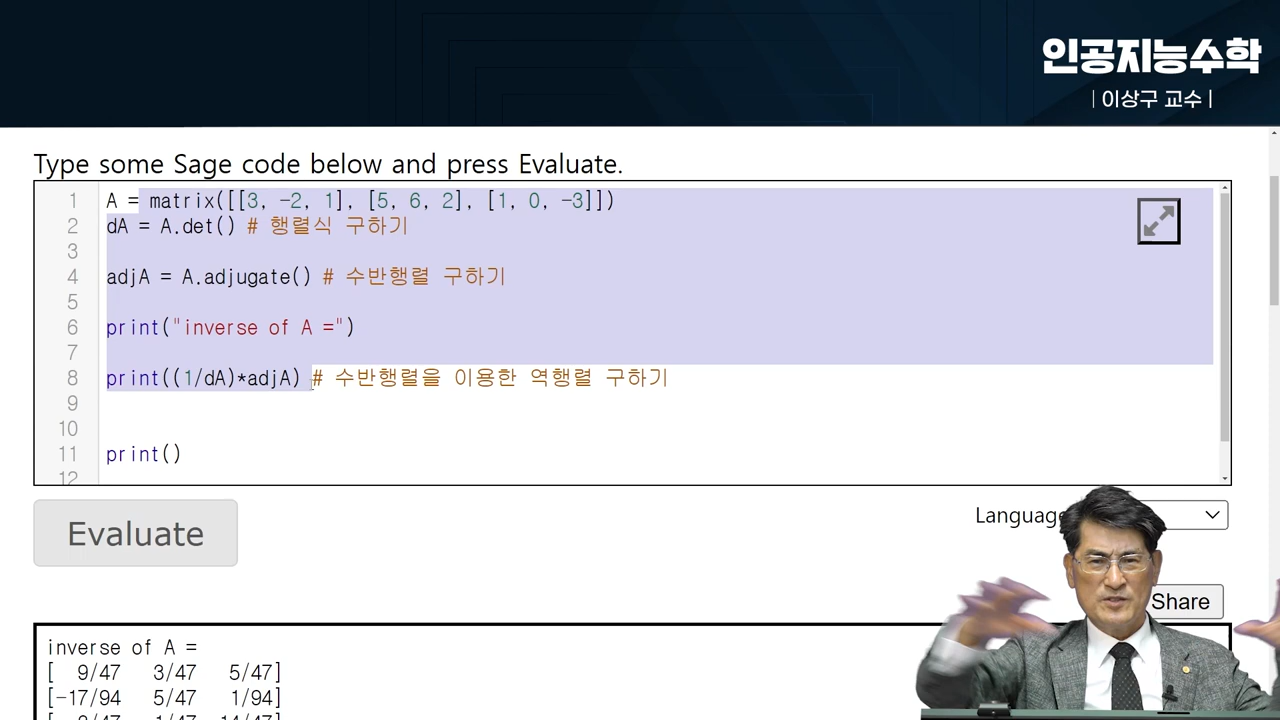 인공지능수학
| 이상구 교수 |
Type some Sage code below and press Evaluate.
1 A = matrix([[3, -2, 1], [5, 6, 2], [1, 0, -3]])
2 dA = A.det() # 행렬식 구하기
3
4 adjA = A.adjugate() # 수반행렬 구하기
5
6 print("inverse of A =")
7
8 print((1/dA)*adjA) # 수반행렬을 이용한 역행렬 구하기
9
10
11 print()
12
Evaluate
Language
Share
inverse of A =
[ 9/47 3/47 5/47]
[-17/94 5/47 1/94]